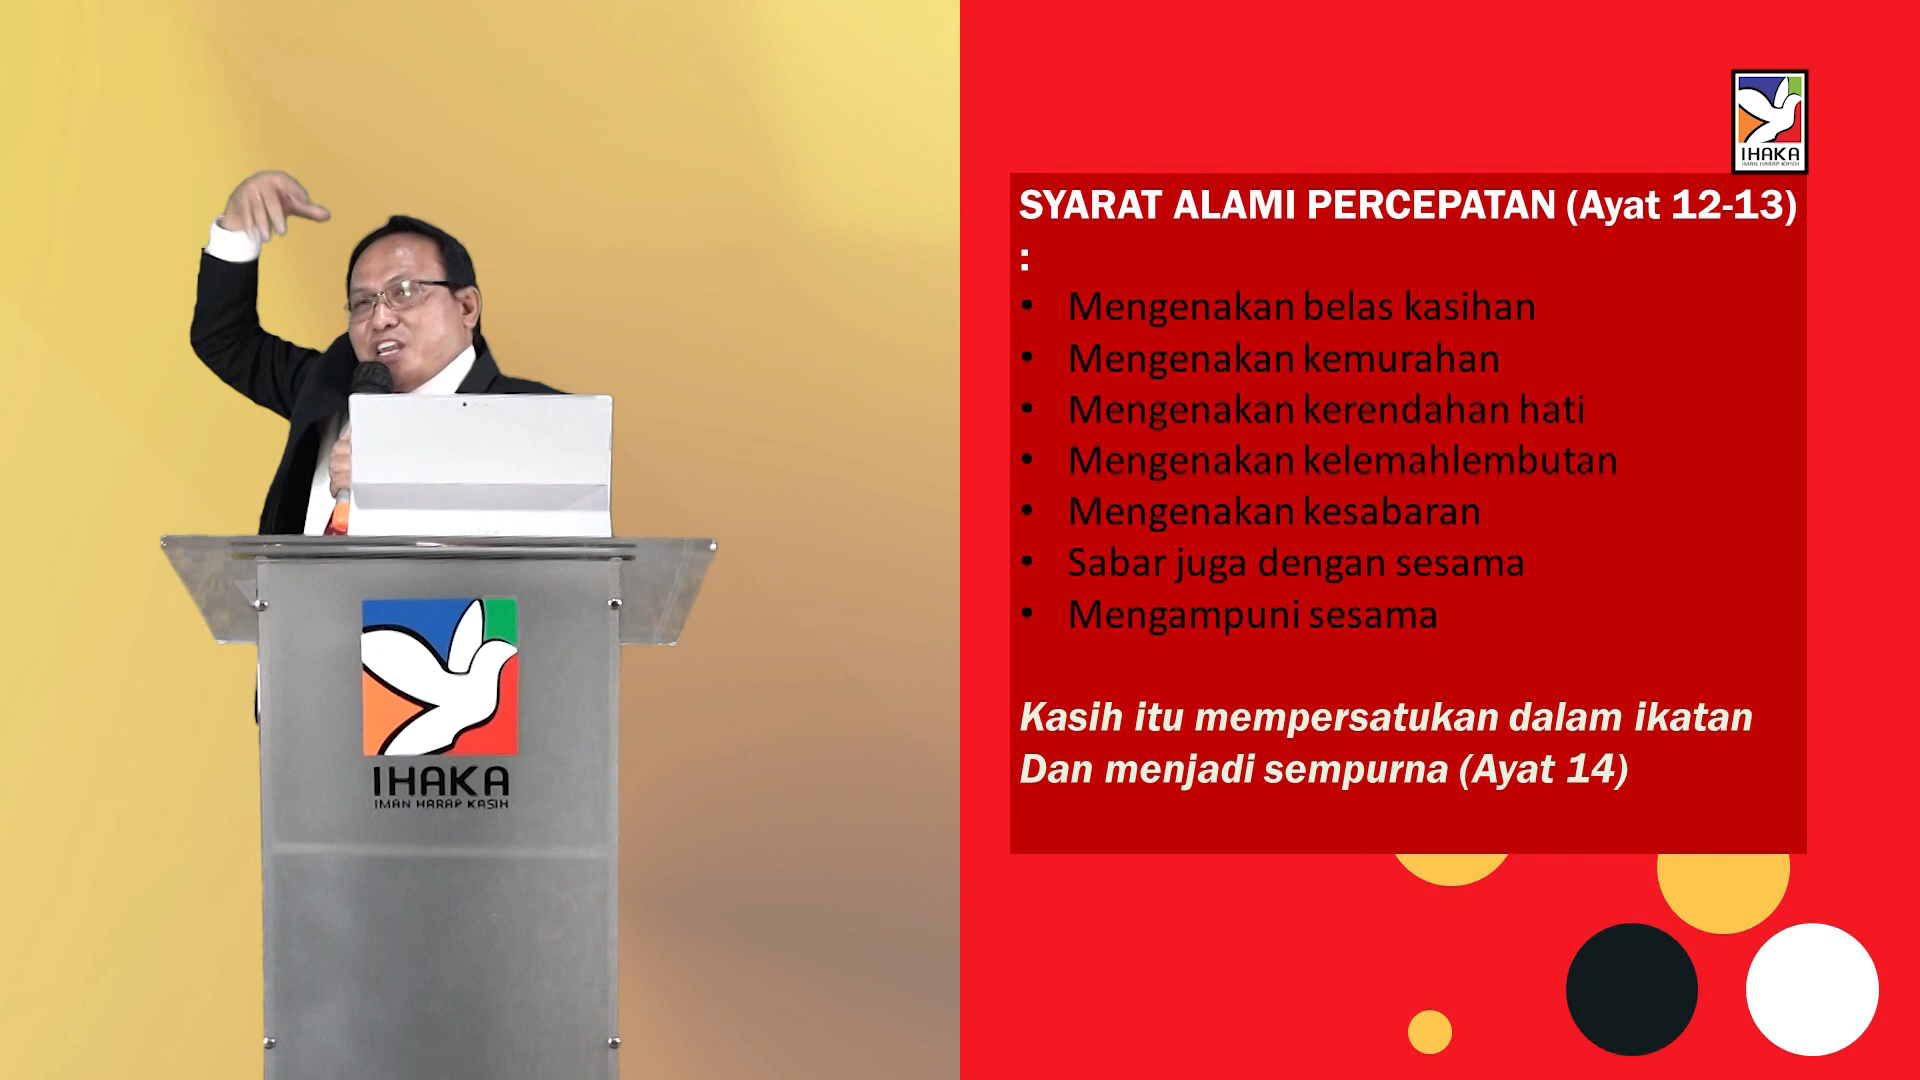 IHAKA
IMAN HARAP KASIH
SYARAT ALAMI PERCEPATAN (Ayat 12-13)
:
• Mengenakan belas kasihan
• Mengenakan kemurahan
• Mengenakan kerendahan hati
• Mengenakan kelemahlembutan
• Mengenakan kesabaran
• Sabar juga dengan sesama
• Mengampuni sesama
Kasih itu mempersatukan dalam ikatan
Dan menjadi sempurna (Ayat 14)
IHAKA
IMAN HARAP KASIH